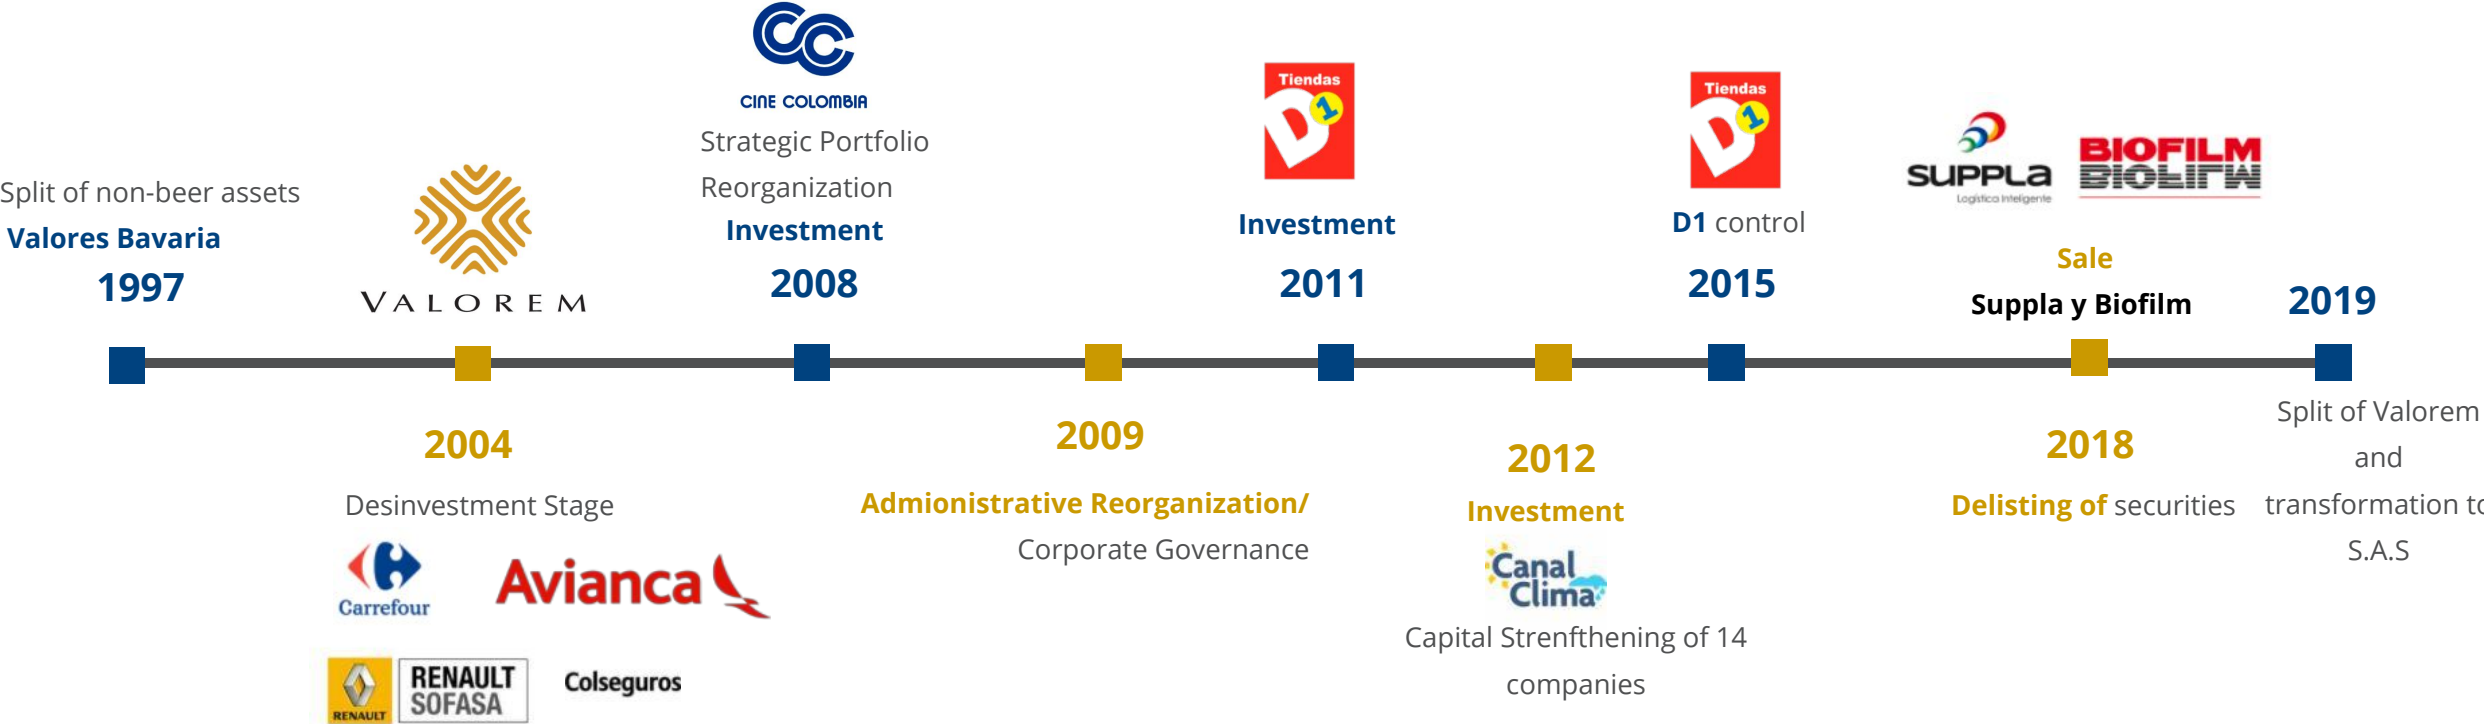 Split of non-beer assets
Valores Bavaria
1997
VALOREM
2004
Desinvestment Stage
Carrefour
Avianca
RENAULT
RENAULT
SOFASA
Colseguros
CINE COLOMBIA
Strategic Portfolio
Reorganization
Investment
2008
2009
Admionistrative Reorganization/
Corporate Governance
Tiendas
D1
Investment
2011
2012
Investment
Canal
Clima
Capital Strenfthening of 14
companies
Tiendas
D1
D1 control
2015
SUPPLa
Logística Inteligente
BIOFILM
Sale
Suppla y Biofilm
2018
Delisting of securities
2019
Split of Valorem
and
transformation to
S.A.S